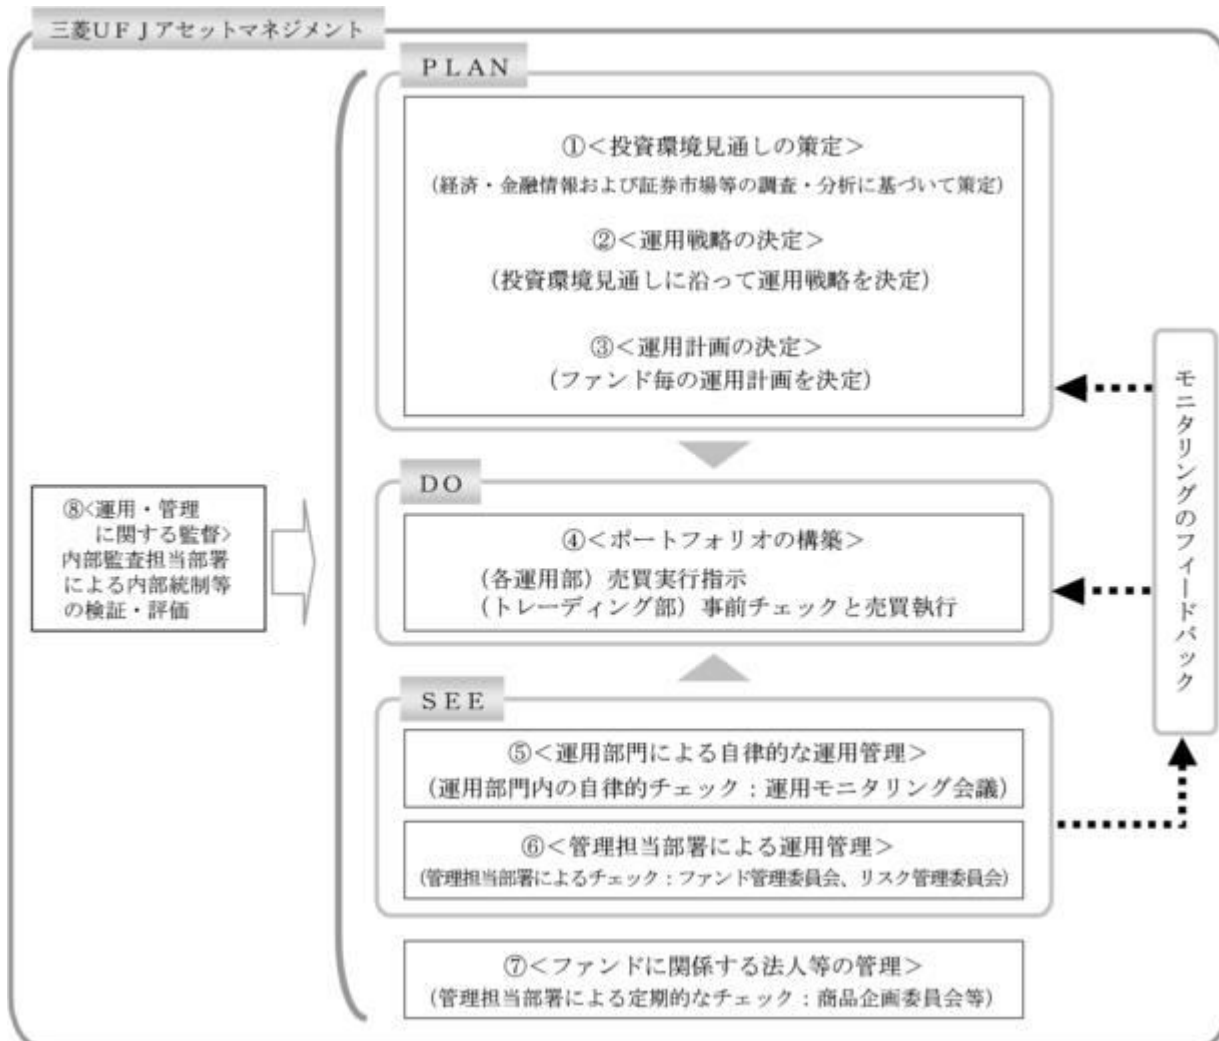 三菱ＵＦＪアセットマネジメント
ＰＬＡＮ
①＜投資環境見通しの策定＞
（経済・金融情報および証券市場等の調査・分析に基づいて策定）
②＜運用戦略の決定＞
（投資環境見通しに沿って運用戦略を決定）
③＜運用計画の決定＞
（ファンド毎の運用計画を決定）
ＤＯ
④＜ポートフォリオの構築＞
（各運用部）売買実行指示
（トレーディング部）事前チェックと売買執行
ＳＥＥ
⑤＜運用部門による自律的な運用管理＞
（運用部門内の自律的チェック：運用モニタリング会議）
⑥＜管理担当部署による運用管理＞
（管理担当部署によるチェック：ファンド管理委員会、リスク管理委員会）
⑦＜ファンドに関係する法人等の管理＞
（管理担当部署による定期的なチェック：商品企画委員会等）
⑧<運用・管理
に関する監督>
内部監査担当部署
による内部統制等
の検証・評価
モニタリングのフィードバック